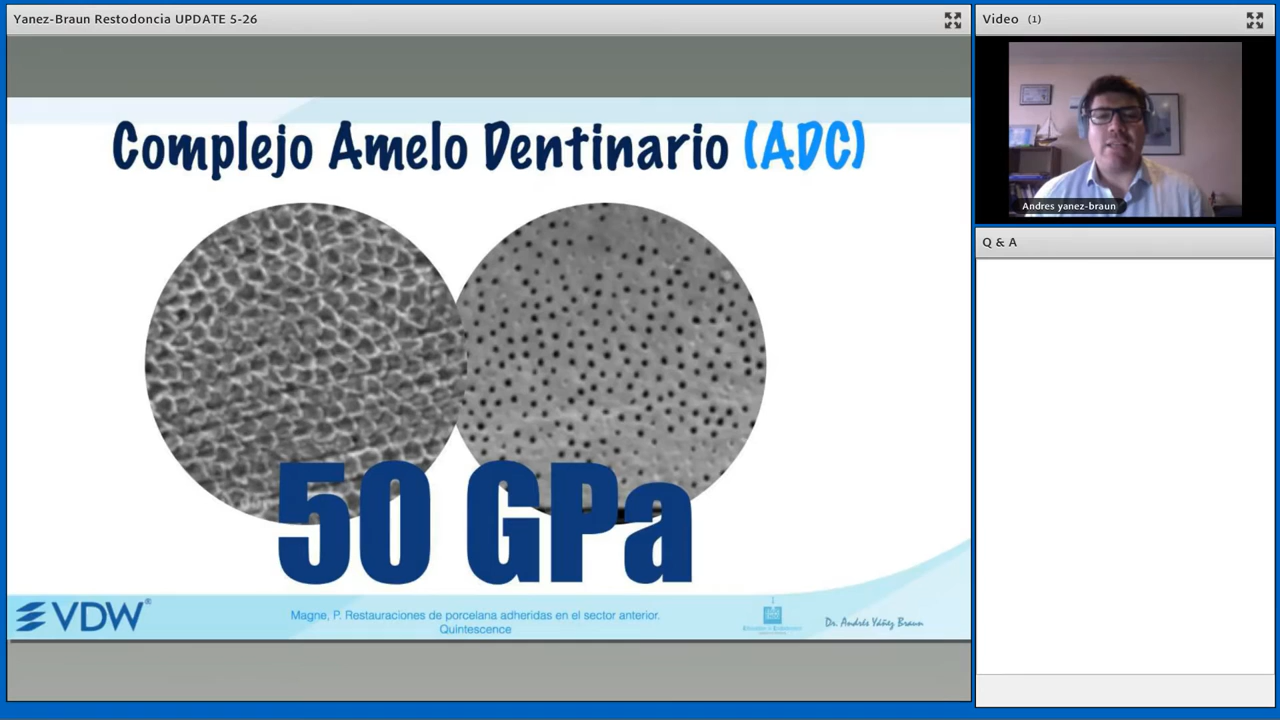 Yanez-Braun Restodoncia UPDATE 5-26
Complejo Amelo Dentinario (ADC)
50 GPa
VDW®
Magne, P. Restauraciones de porcelana adheridas en el sector anterior.
Quintescence
Dr. Andrés Yáñez Braun
Video (1)
Andres yanez-braun
Q & A